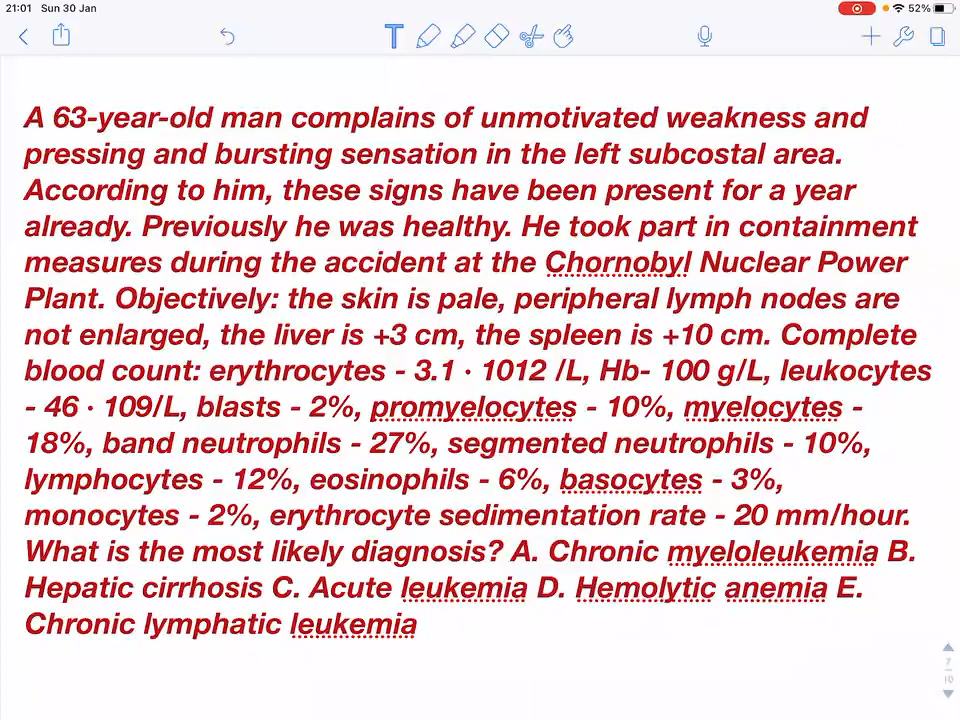 21:01 Sun 30 Jan
52%
A 63-year-old man complains of unmotivated weakness and
pressing and bursting sensation in the left subcostal area.
According to him, these signs have been present for a year
already. Previously he was healthy. He took part in containment
measures during the accident at the Chornobyl Nuclear Power
Plant. Objectively: the skin is pale, peripheral lymph nodes are
not enlarged, the liver is +3 cm, the spleen is +10 cm. Complete
blood count: erythrocytes - 3.1 · 1012 /L, Hb- 100 g/L, leukocytes
- 46 · 109/L, blasts - 2%, promyelocytes - 10%, myelocytes -
18%, band neutrophils - 27%, segmented neutrophils - 10%,
lymphocytes - 12%, eosinophils - 6%, basocytes - 3%,
monocytes - 2%, erythrocyte sedimentation rate - 20 mm/hour.
What is the most likely diagnosis? A. Chronic myeloleukemia B.
Hepatic cirrhosis C. Acute leukemia D. Hemolytic anemia E.
Chronic lymphatic leukemia
7
10